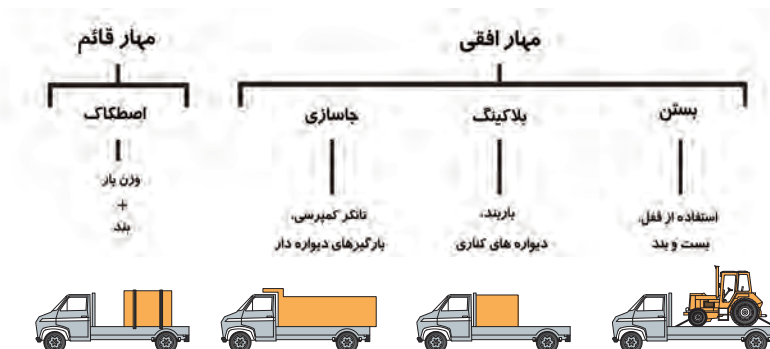 مهار افقی
مهار قائم
بستن
بلاکینگ
جاسازی
اصطکاک
استفاده از قفل،
بست و بند
باربند،
دیواره های کناری
تانکر کمپرسی،
بارگیرهای دیواره دار
وزن بار
+
بند